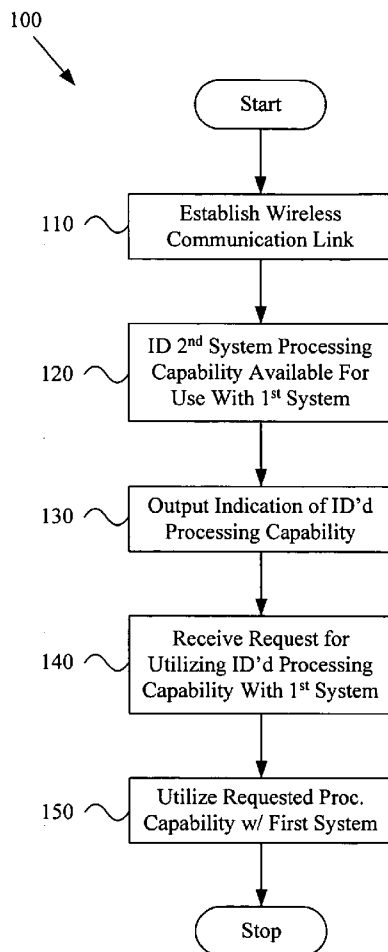 100
Start
110
Establish Wireless
Communication Link
120
ID 2nd System Processing
Capability Available For
Use With 1st System
130
Output Indication of ID'd
Processing Capability
140
Receive Request for
Utilizing ID'd Processing
Capability With 1st System
150
Utilize Requested Proc.
Capability w/ First System
Stop